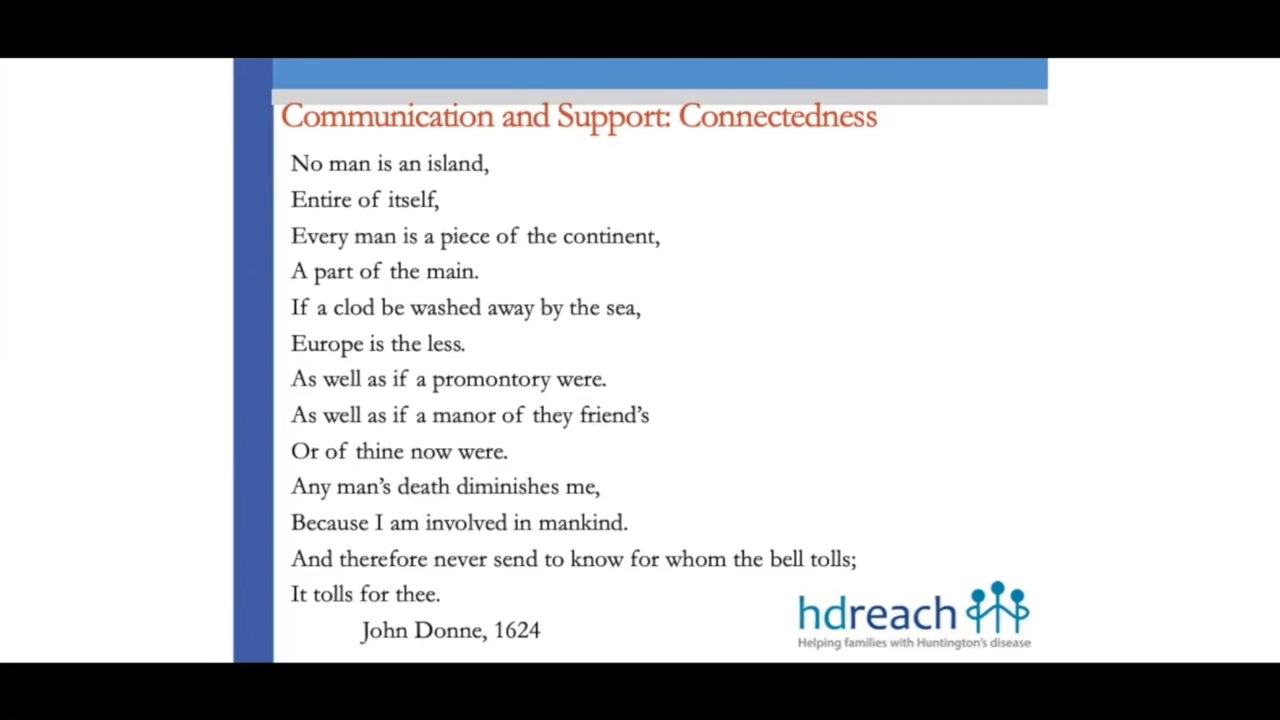 Communication and Support: Connectedness
No man is an island,
Entire of itself,
Every man is a piece of the continent,
A part of the main.
If a clod be washed away by the sea,
Europe is the less.
As well as if a promontory were.
As well as if a manor of they friend’s
Or of thine now were.
Any man’s death diminishes me,
Because I am involved in mankind.
And therefore never send to know for whom the bell tolls;
It tolls for thee.
John Donne, 1624
hdreach
Helping families with Huntington's disease